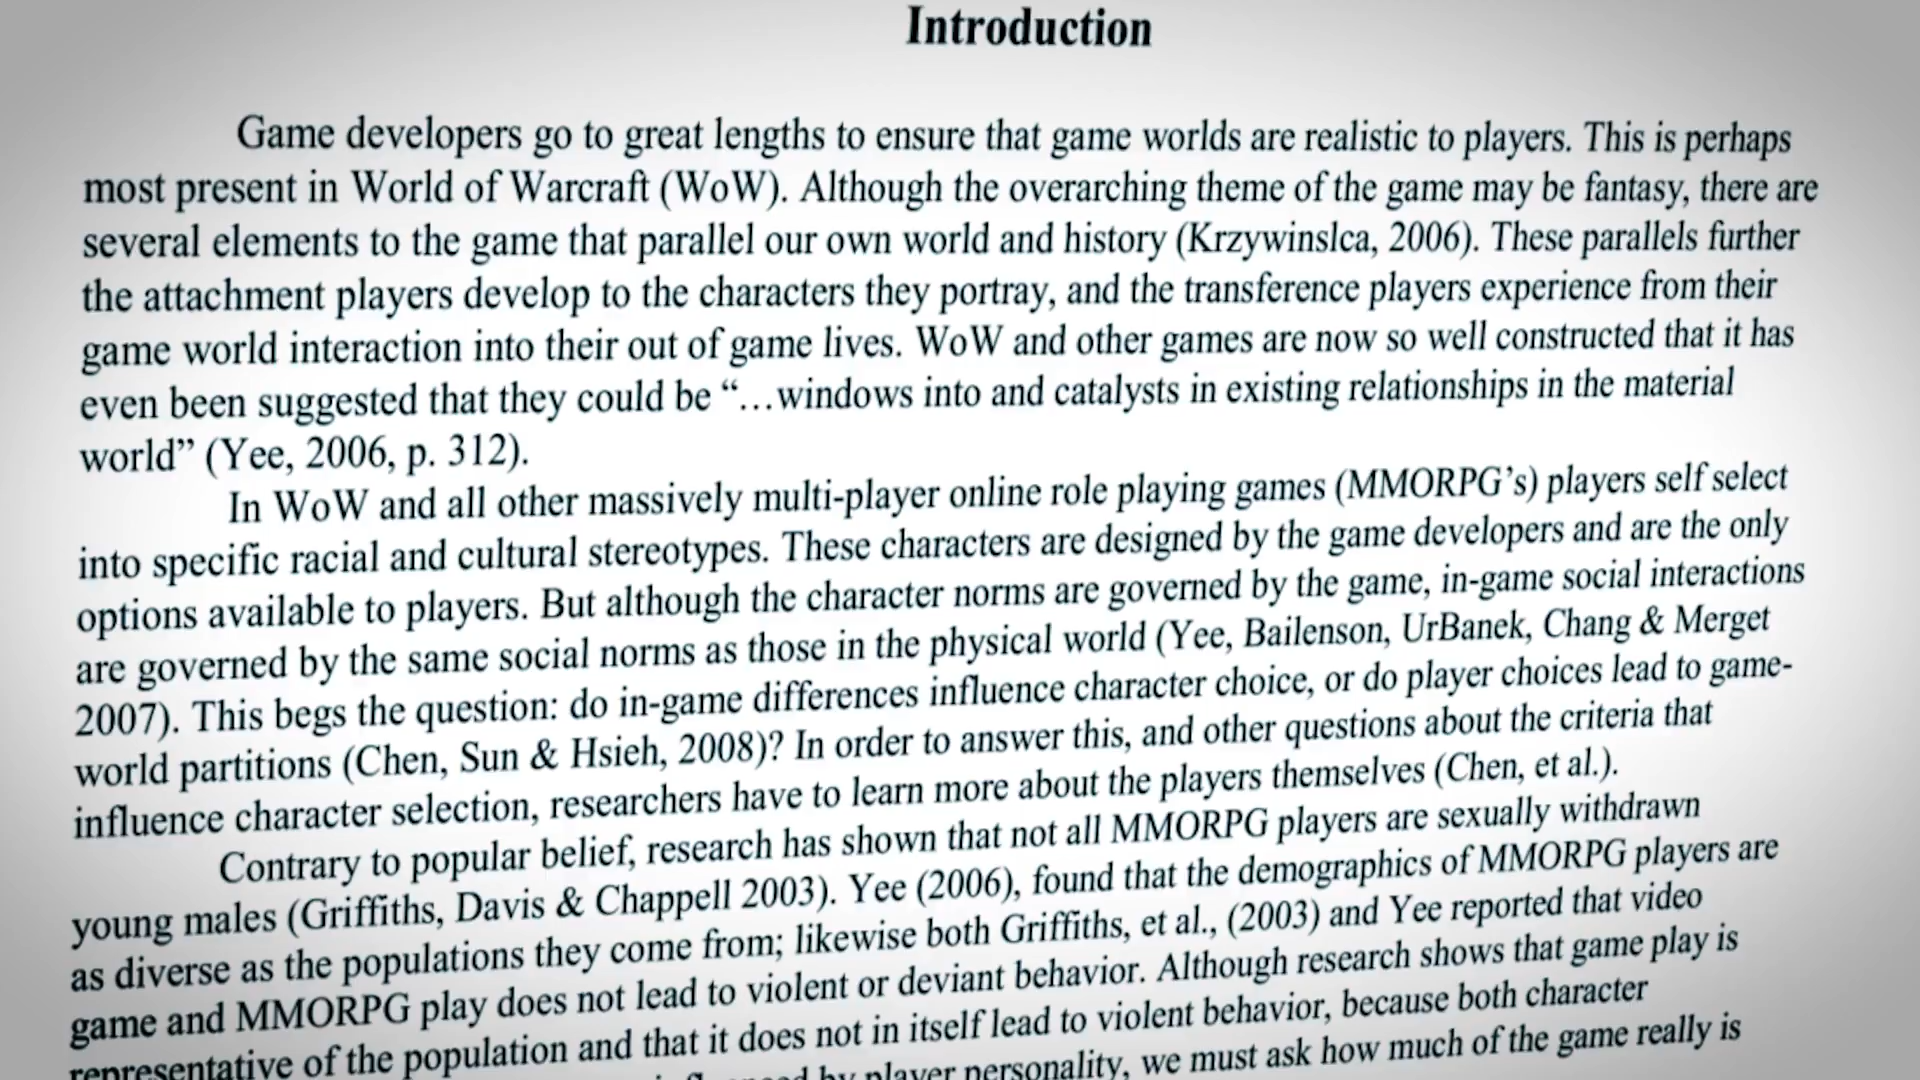 Introduction
Game developers go to great lengths to ensure that game worlds are realistic to players. This is perhaps
most present in World of Warcraft (WoW). Although the overarching theme of the game may be fantasy, there are
several elements to the game that parallel our own world and history (Krzywinslca, 2006). These parallels further
the attachment players develop to the characters they portray, and the transference players experience from their
game world interaction into their out of game lives. WoW and other games are now so well constructed that it has
even been suggested that they could be “…windows into and catalysts in existing relationships in the material
world” (Yee, 2006, p. 312).
In WoW and all other massively multi-player online role playing games (MMORPG’s) players self select
into specific racial and cultural stereotypes. These characters are designed by the game developers and are the only
options available to players. But although the character norms are governed by the game, in-game social interactions
are governed by the same social norms as those in the physical world (Yee, Bailenson, UrBanek, Chang & Merget
2007). This begs the question: do in-game differences influence character choice, or do player choices lead to game-
world partitions (Chen, Sun & Hsieh, 2008)? In order to answer this, and other questions about the criteria that
influence character selection, researchers have to learn more about the players themselves (Chen, et al.).
Contrary to popular belief, research has shown that not all MMORPG players are sexually withdrawn
young males (Griffiths, Davis & Chappell 2003). Yee (2006), found that the demographics of MMORPG players are
as diverse as the populations they come from; likewise both Griffiths, et al., (2003) and Yee reported that video
game and MMORPG play does not lead to violent or deviant behavior. Although research shows that game play is
representative of the population and that it does not in itself lead to violent behavior, because both character
by player personality, we must ask how much of the game really is